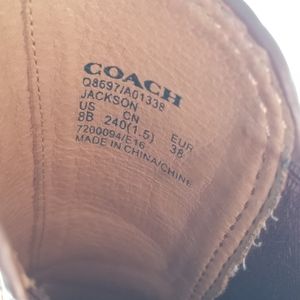 COACH
Q8697/A01338
JACKSON
US CN EUR
8B 240(1.5) 38
7200094/E16
MADE IN CHINA/CHINE